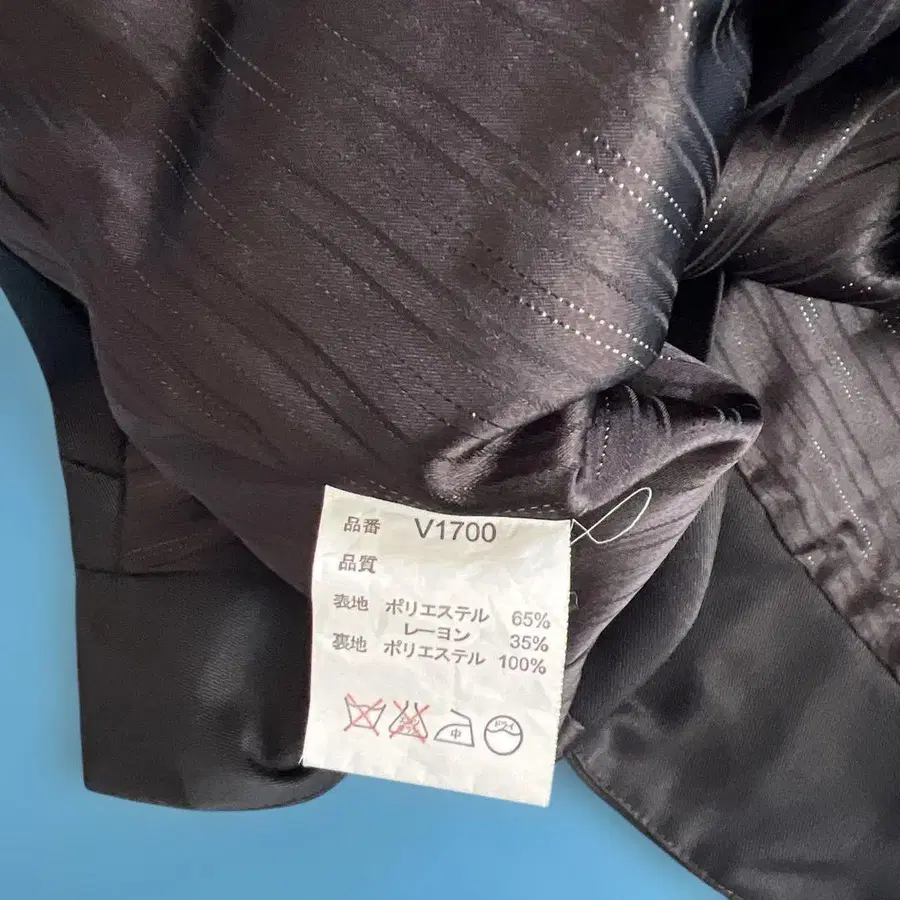 品番 V1700
品質
表地 ポリエステル 65%
レーヨン 35%
裏地 ポリエステル 100%
中 ドライ